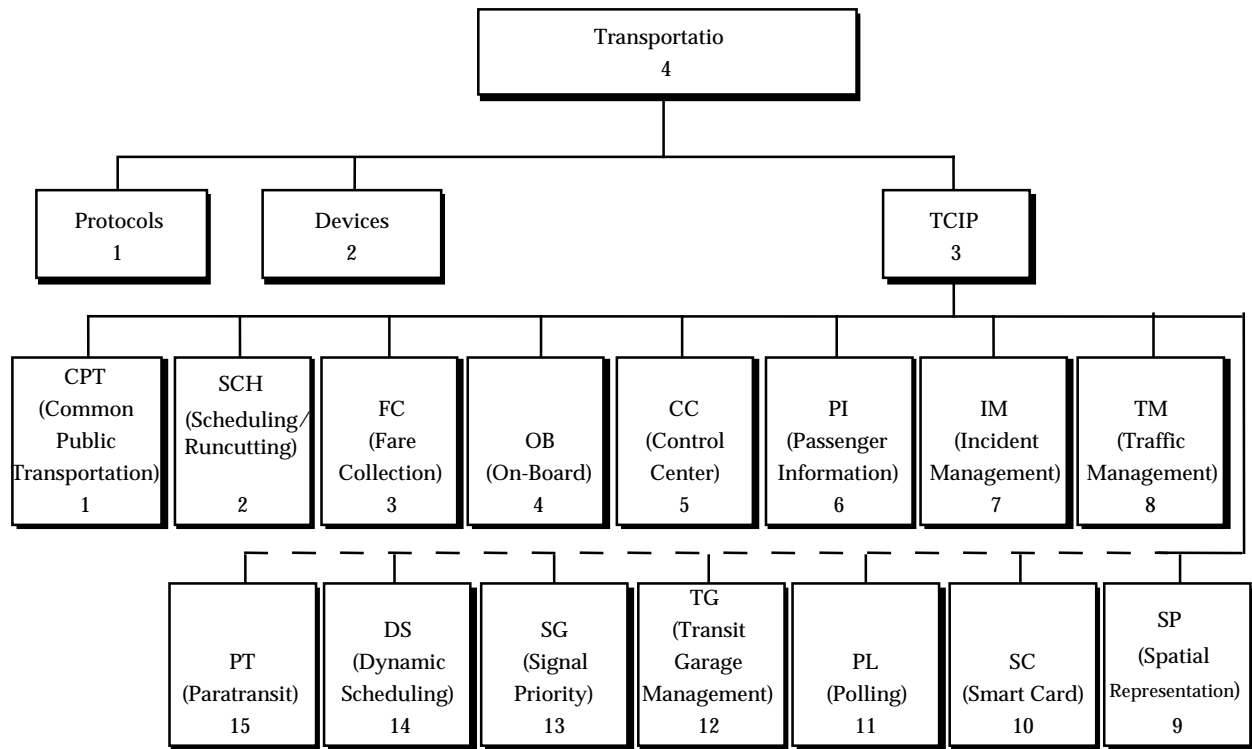 Transportatio
4
Protocols
1
Devices
2
TCIP
3
CPT
(Common
Public
Transportation)
1
SCH
(Scheduling/
Runcutting)
2
FC
(Fare
Collection)
3
OB
(On-Board)
4
CC
(Control
Center)
5
PI
(Passenger
Information)
6
IM
(Incident
Management)
7
TM
(Traffic
Management)
8
PT
(Paratransit)
15
DS
(Dynamic
Scheduling)
14
SG
(Signal
Priority)
13
TG
(Transit
Garage
Management)
12
PL
(Polling)
11
SC
(Smart Card)
10
SP
(Spatial
Representation)
9